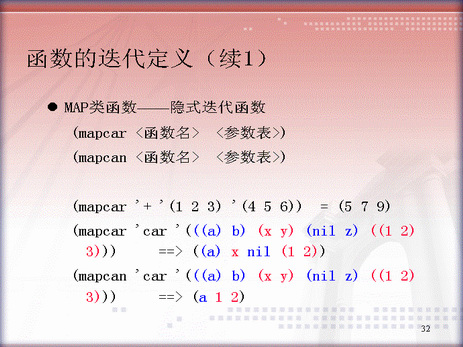 函数的迭代定义（续1）
● MAP类函数——隐式迭代函数
(mapcar <函数名> <参数表>)
(mapcan <函数名> <参数表>)
(mapcar '+ '(1 2 3) '(4 5 6)) = (5 7 9)
(mapcar 'car '(((a) b) (x y) (nil z) ((1 2)
3))) ==> ((a) x nil (1 2))
(mapcan 'car '(((a) b) (x y) (nil z) ((1 2)
3))) ==> (a 1 2)
32